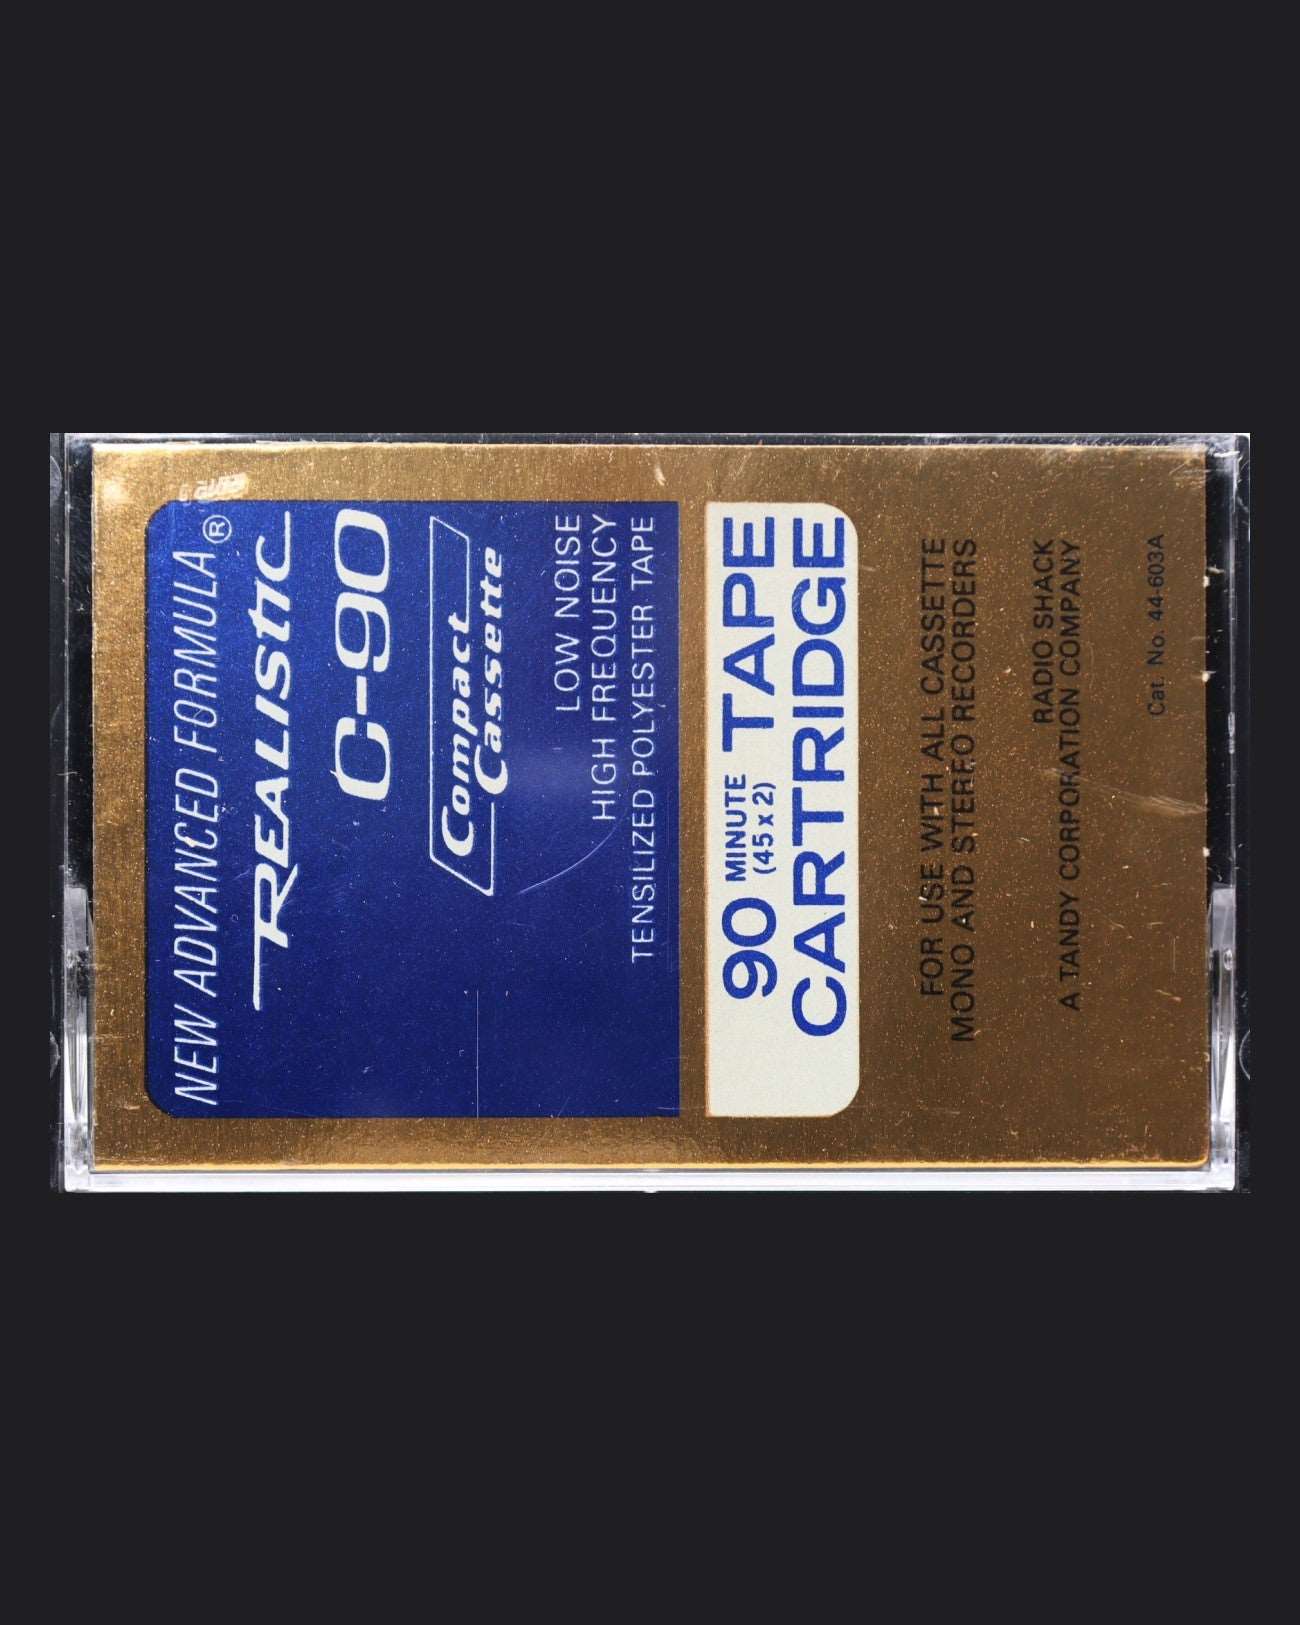 NEW ADVANCED FORMULA®
REALISTIC
C-90
Compact
Cassette
LOW NOISE
HIGH FREQUENCY
TENSILIZED POLYESTER TAPE
90 MINUTE (45 x 2) TAPE
CARTRIDGE
FOR USE WITH ALL CASSETTE
MONO AND STEREO RECORDERS
RADIO SHACK
A TANDY CORPORATION COMPANY
Cat. No. 44-603A